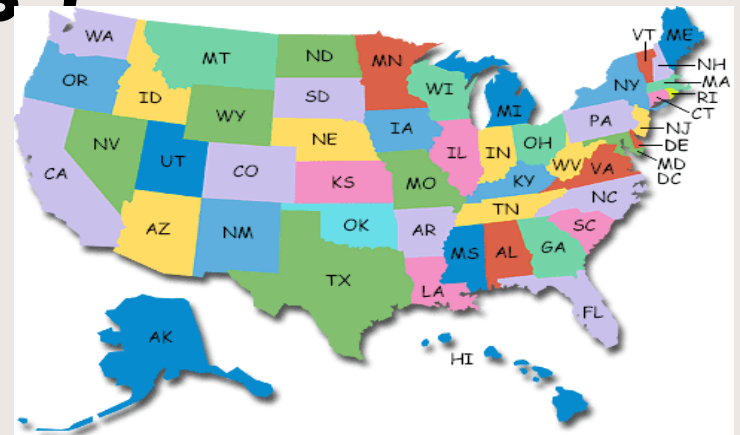 WA
MT
ND
MN
VT
ME
OR
ID
WY
SD
WI
MI
NY
NH
MA
RI
CT
NV
UT
CO
NE
IA
IL
IN
OH
PA
NJ
DE
MD
DC
CA
AZ
NM
KS
OK
MO
KY
WV
VA
NC
TN
AR
SC
TX
LA
MS
AL
GA
FL
AK
HI